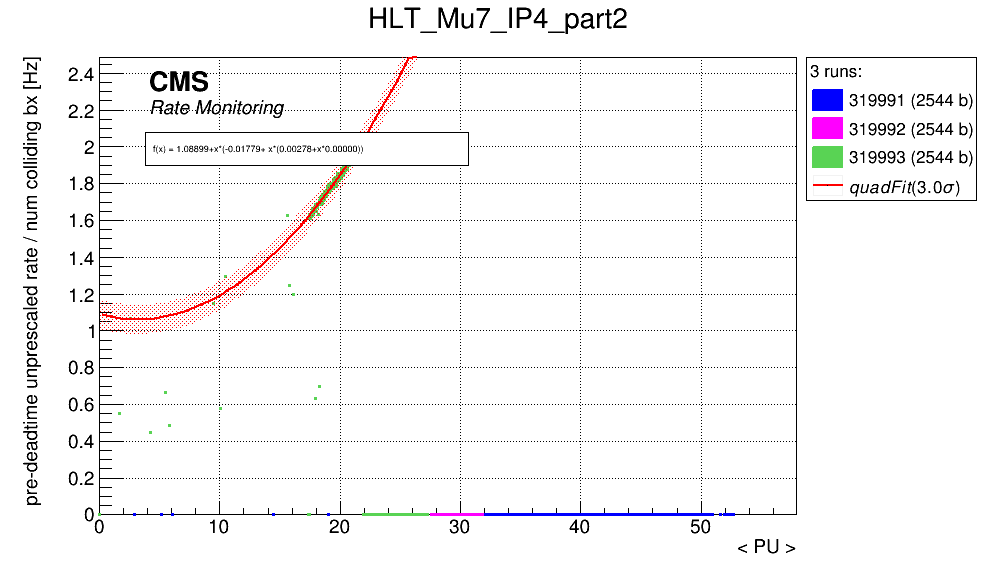 HLT_Mu7_IP4_part2
pre-deadtime unprescaled rate / num colliding bx [Hz]
CMS
Rate Monitoring
f(x) = 1.08899+x*(-0.01779+ x*(0.00278+x*0.00000))
2.4
2.2
2
1.8
1.6
1.4
1.2
1
0.8
0.6
0.4
0.2
0
0 10 20 30 40 50
< PU >
3 runs:
319991 (2544 b)
319992 (2544 b)
319993 (2544 b)
quadFit(3.0σ)